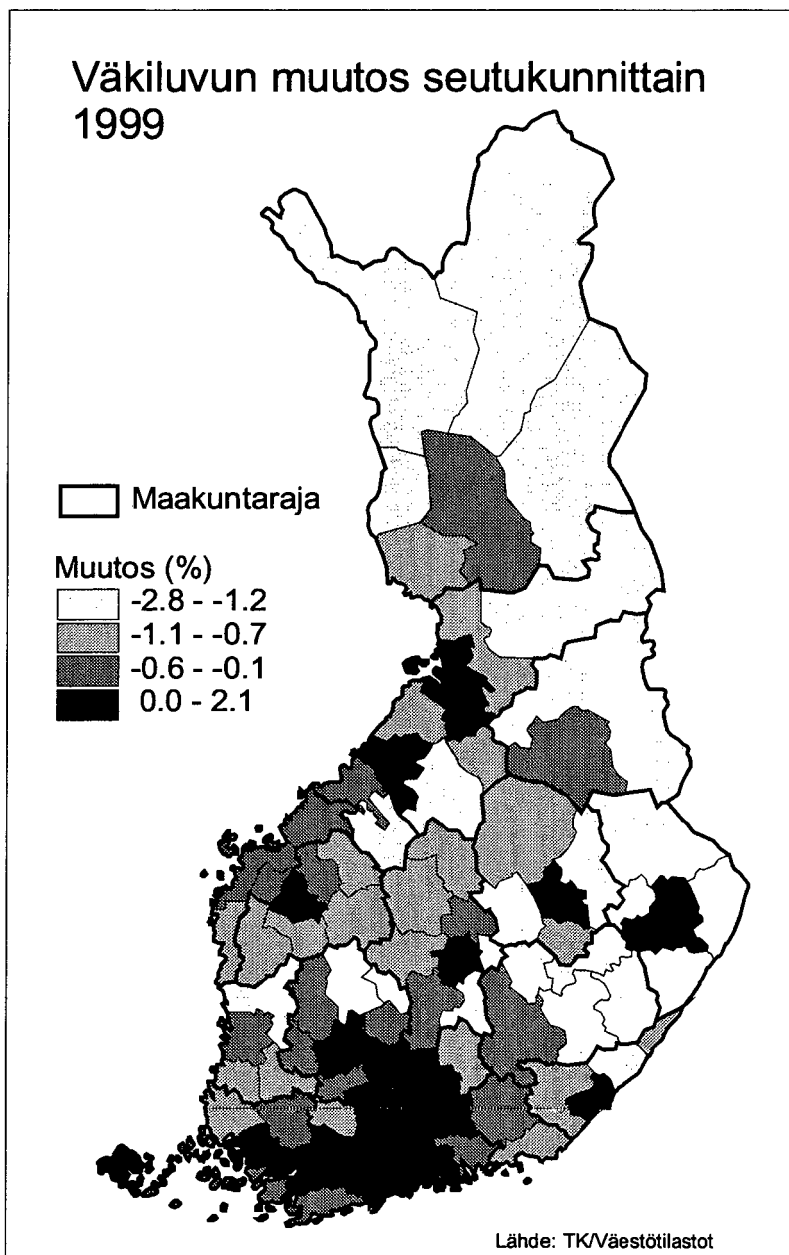 Väkiluvun muutos seutukunnittain
1999
Maakuntaraja
Muutos (%)
-2.8 - -1.2
-1.1 - -0.7
-0.6 - -0.1
0.0 - 2.1
Lähde: TK/Väestötilastot